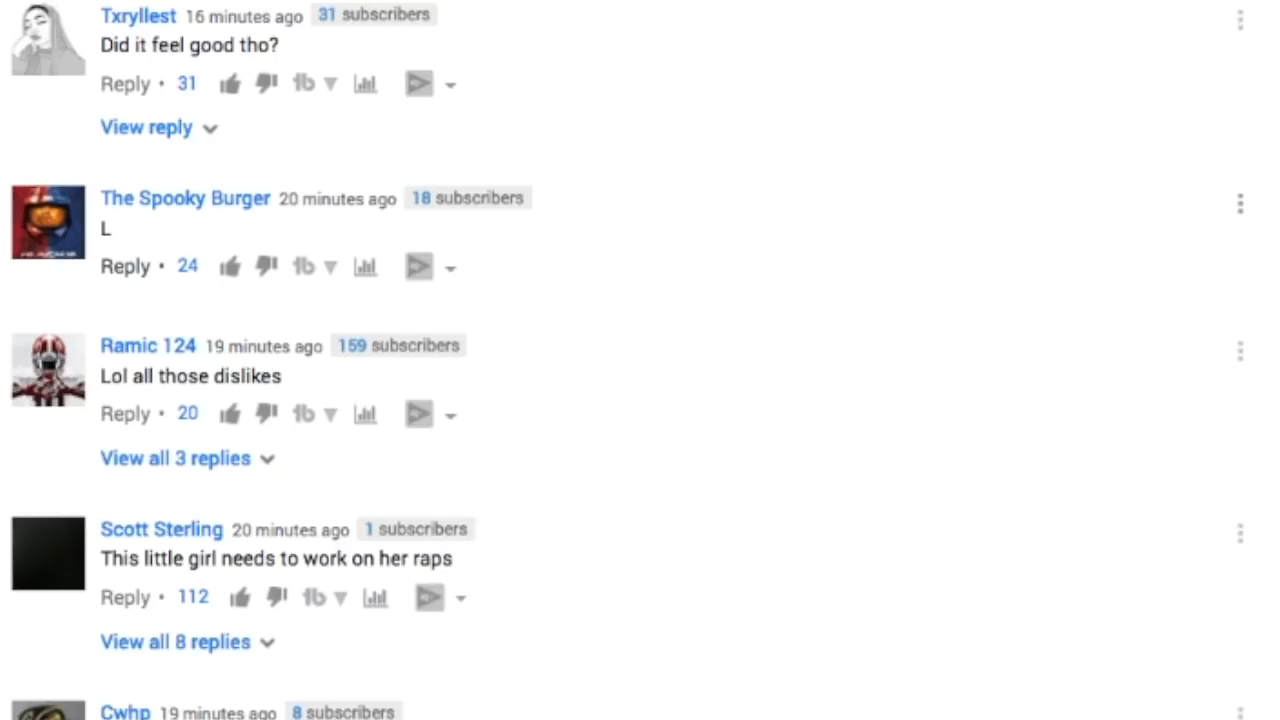 Txryllest 16 minutes ago 31 subscribers
Did it feel good tho?
Reply • 31
View reply
The Spooky Burger 20 minutes ago 18 subscribers
L
Reply • 24
Ramic 124 19 minutes ago 159 subscribers
Lol all those dislikes
Reply • 20
View all 3 replies
Scott Sterling 20 minutes ago 1 subscribers
This little girl needs to work on her raps
Reply • 112
View all 8 replies
Cwhp 19 minutes ago 8 subscribers